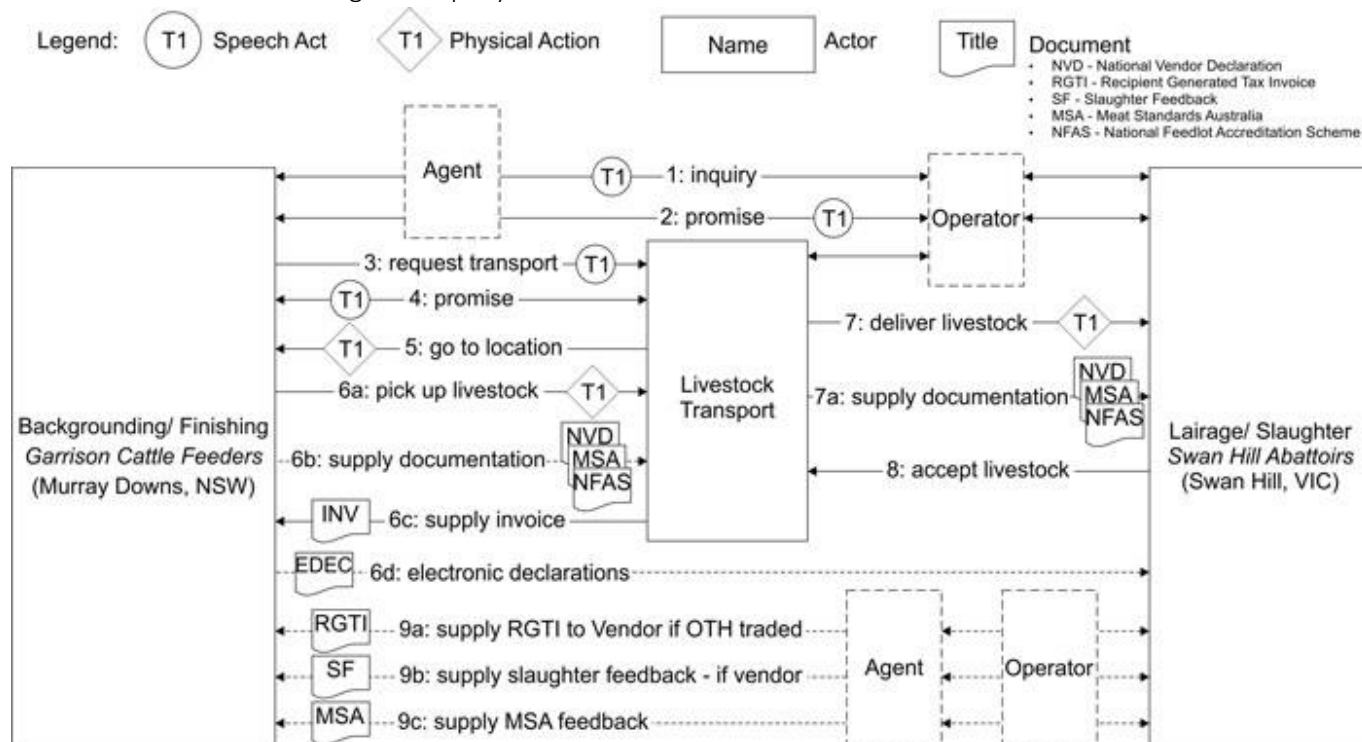 Legend:
T1
Speech Act
T1
Physical Action
Name
Actor
Title
Document
• NVD - National Vendor Declaration
• RGTI - Recipient Generated Tax Invoice
• SF - Slaughter Feedback
• MSA - Meat Standards Australia
• NFAS - National Feedlot Accreditation Scheme
Agent
T1
1: inquiry
2: promise
T1
Operator
3: request transport
T1
T1
4: promise
T1
5: go to location
6a: pick up livestock
T1
6b: supply documentation
NVD
MSA
NFAS
INV
6c: supply invoice
EDEC
6d: electronic declarations
Backgrounding/ Finishing
Garrison Cattle Feeders
(Murray Downs, NSW)
Livestock
Transport
7: deliver livestock
T1
7a: supply documentation
NVD
MSA
NFAS
8: accept livestock
Lairage/ Slaughter
Swan Hill Abattoirs
(Swan Hill, VIC)
RGTI
9a: supply RGTI to Vendor if OTH traded
SF
9b: supply slaughter feedback - if vendor
MSA
9c: supply MSA feedback
Agent
Operator